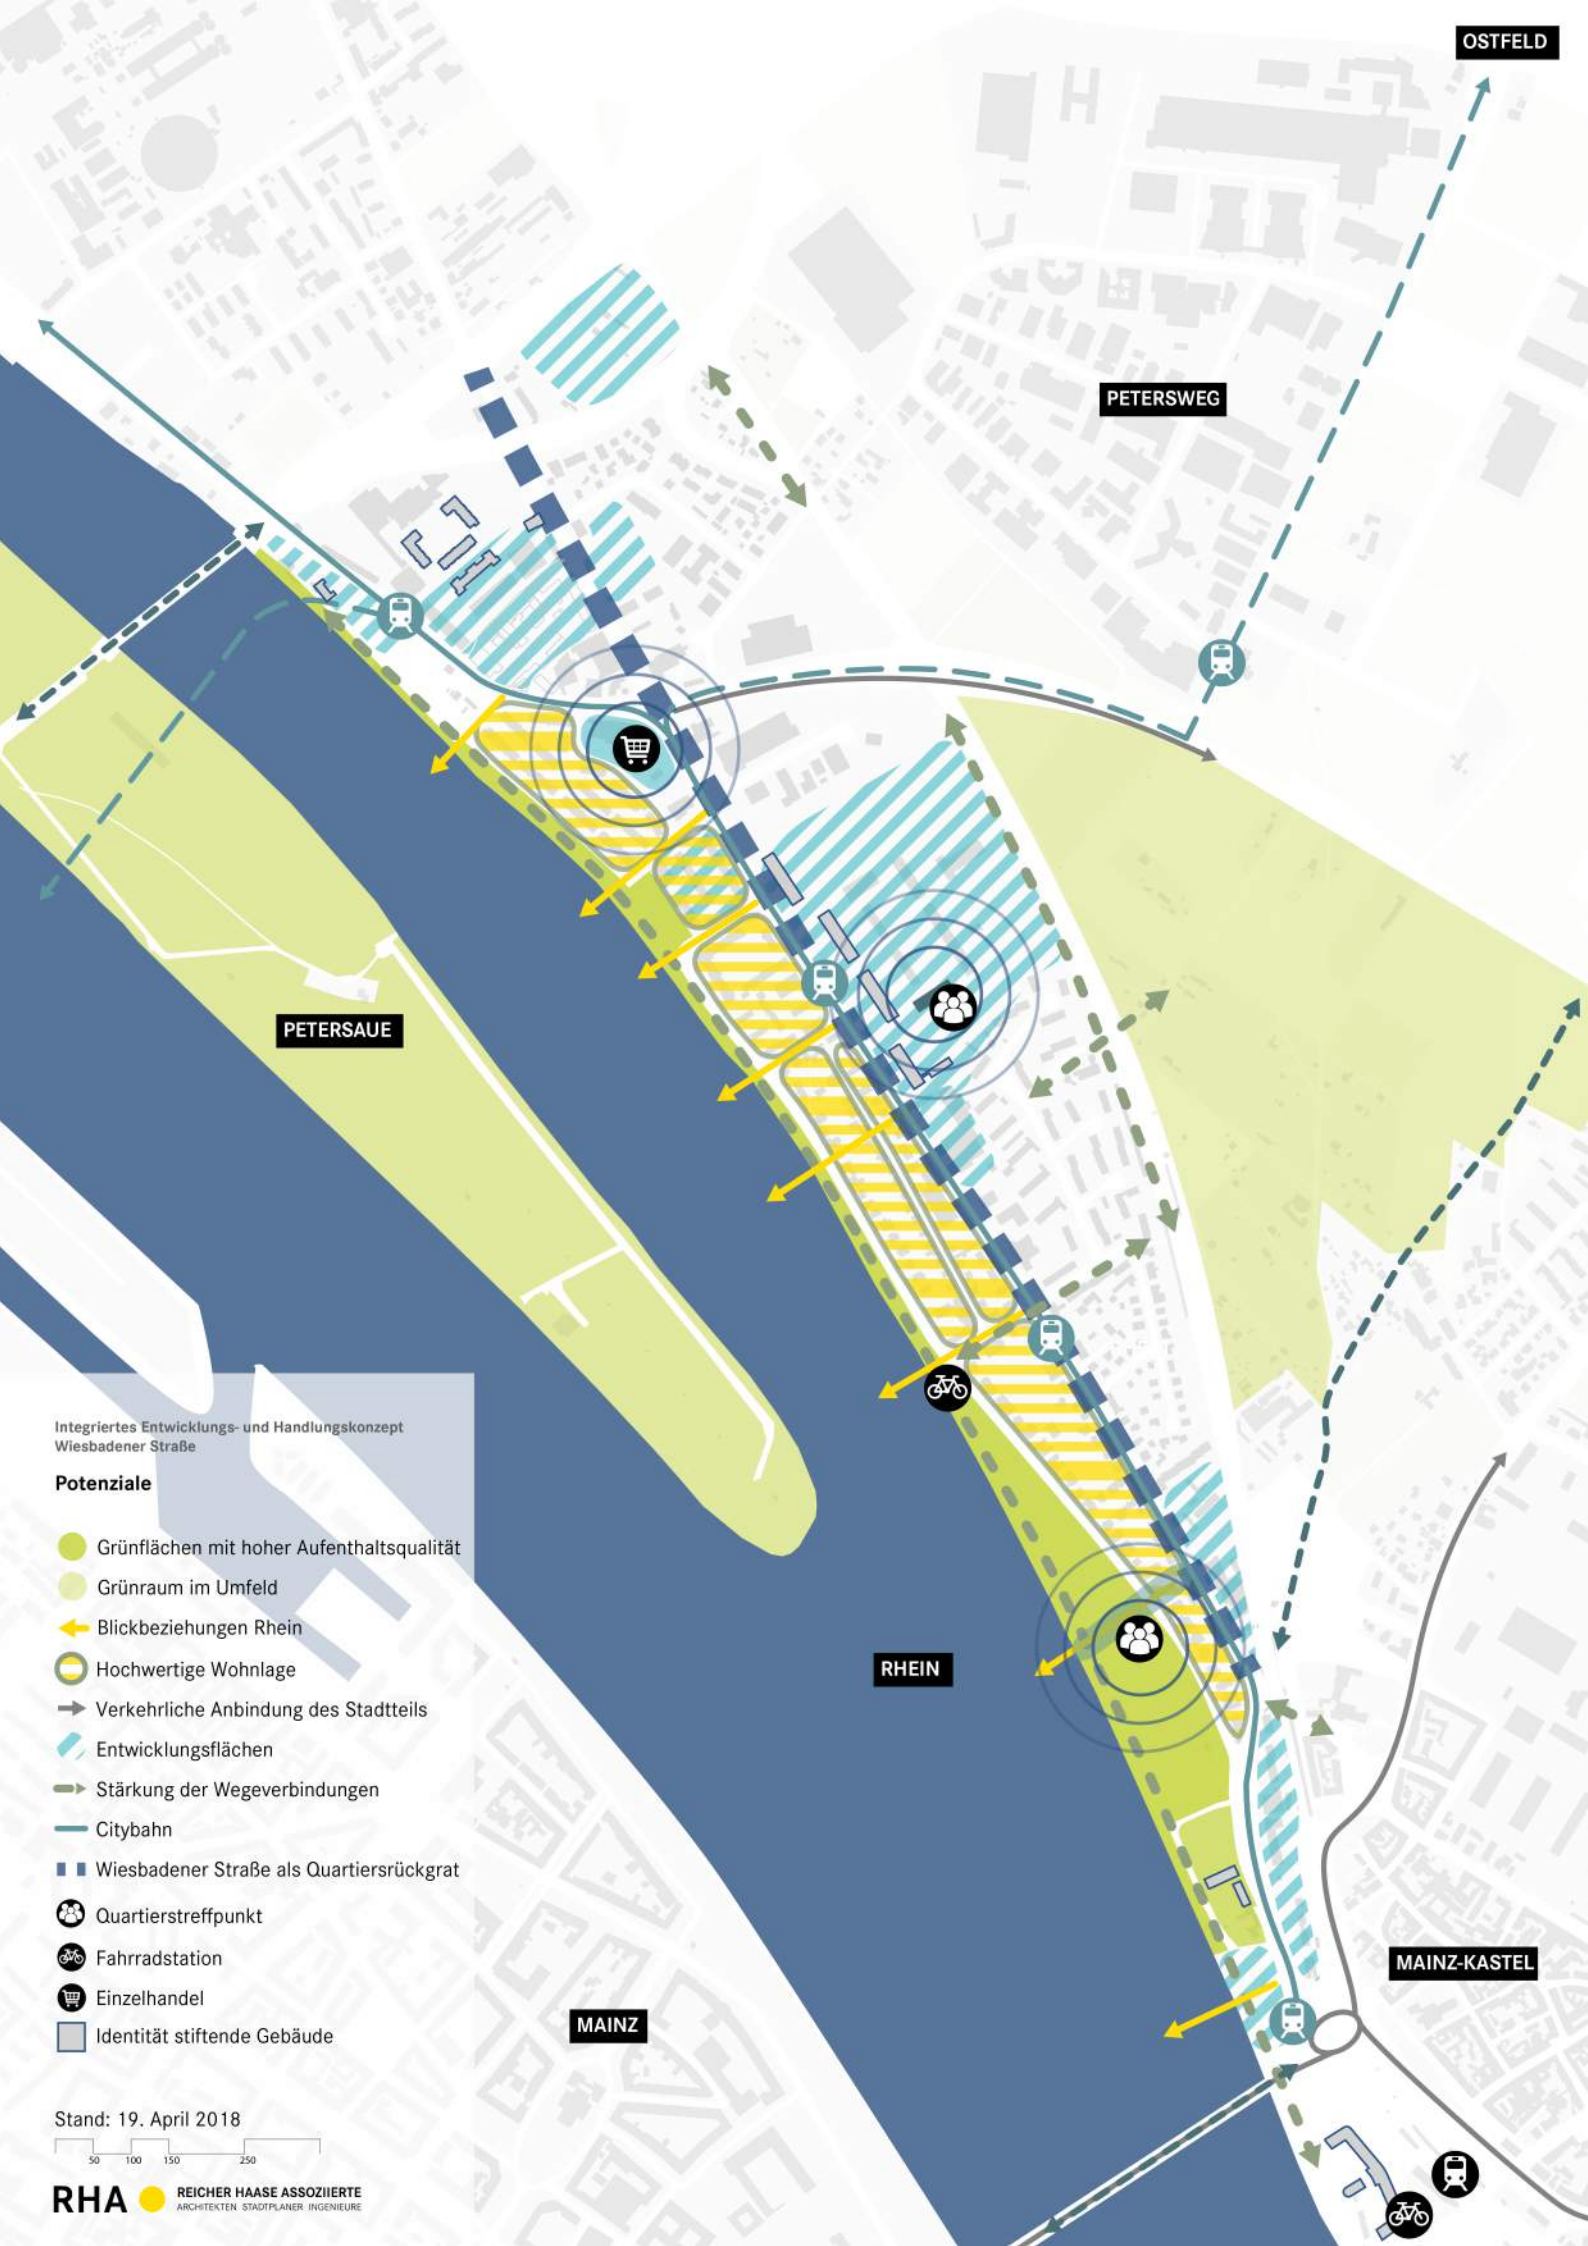 OSTFELD
PETERSWEG
PETERSAUE
RHEIN
MAINZ-KASTEL
MAINZ
Integriertes Entwicklungs- und Handlungskonzept
Wiesbadener Straße
Potenziale
Grünflächen mit hoher Aufenthaltsqualität
Grünraum im Umfeld
Blickbeziehungen Rhein
Hochwertige Wohnlage
Verkehrliche Anbindung des Stadtteils
Entwicklungsflächen
Stärkung der Wegeverbindungen
Citybahn
Wiesbadener Straße als Quartiersrückgrat
Quartierstreffpunkt
Fahrradstation
Einzelhandel
Identität stiftende Gebäude
Stand: 19. April 2018
50 100 150 250
RHA
REICHER HAASE ASSOZIIERTE
ARCHITEKTEN STADTPLANER INGENIEURE